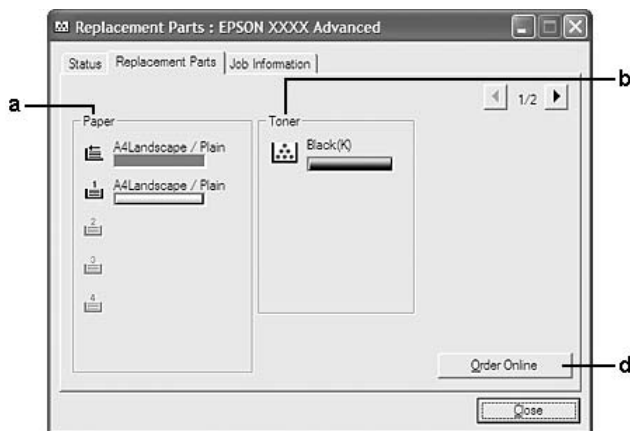 Replacement Parts : EPSON XXXX Advanced
Status
Replacement Parts
Job Information
a
b
1/2
Paper
Toner
A4Landscape / Plain
Black(K)
1
A4Landscape / Plain
2
3
4
Order Online
d
Close